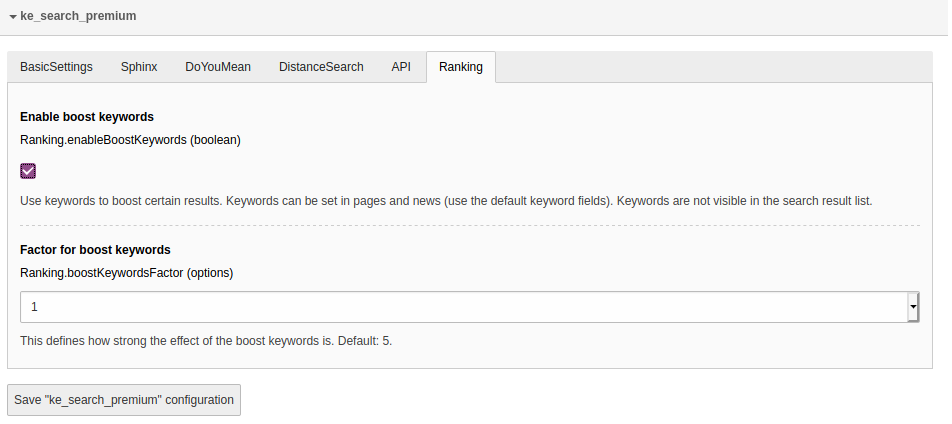 ke_search_premium
BasicSettings Sphinx DoYouMean DistanceSearch API Ranking
Enable boost keywords
Ranking.enableBoostKeywords (boolean)
Use keywords to boost certain results. Keywords can be set in pages and news (use the default keyword fields). Keywords are not visible in the search result list.
Factor for boost keywords
Ranking.boostKeywordsFactor (options)
1
This defines how strong the effect of the boost keywords is. Default: 5.
Save "ke_search_premium" configuration